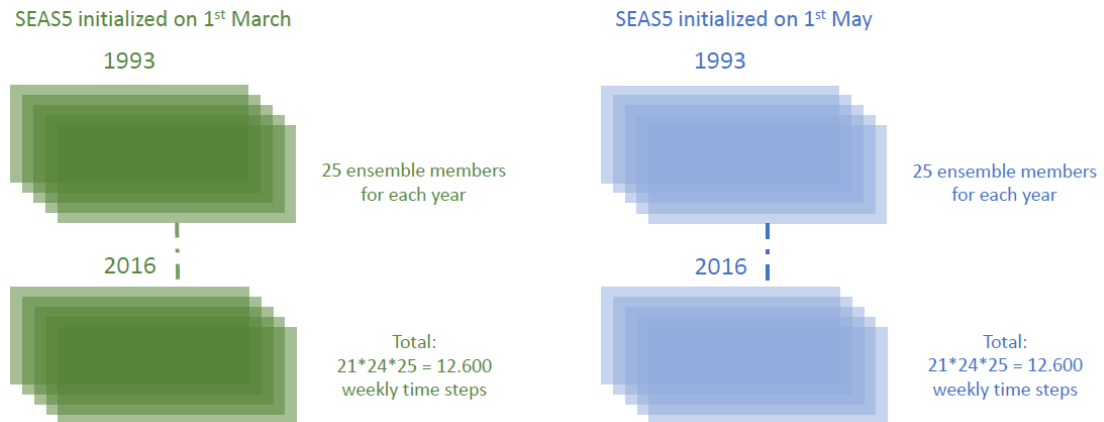 SEAS5 initialized on 1st March
1993
25 ensemble members
for each year
2016
Total:
21*24*25 = 12.600
weekly time steps
SEAS5 initialized on 1st May
1993
25 ensemble members
for each year
2016
Total:
21*24*25 = 12.600
weekly time steps